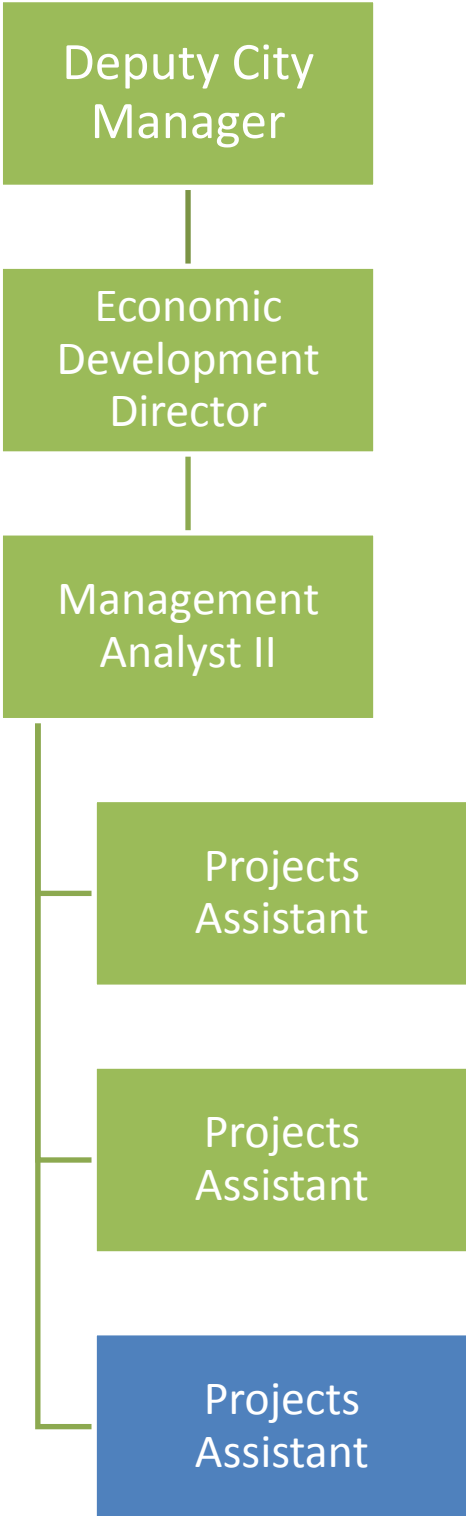 Deputy City
Manager
Economic
Development
Director
Management
Analyst II
Projects
Assistant
Projects
Assistant
Projects
Assistant